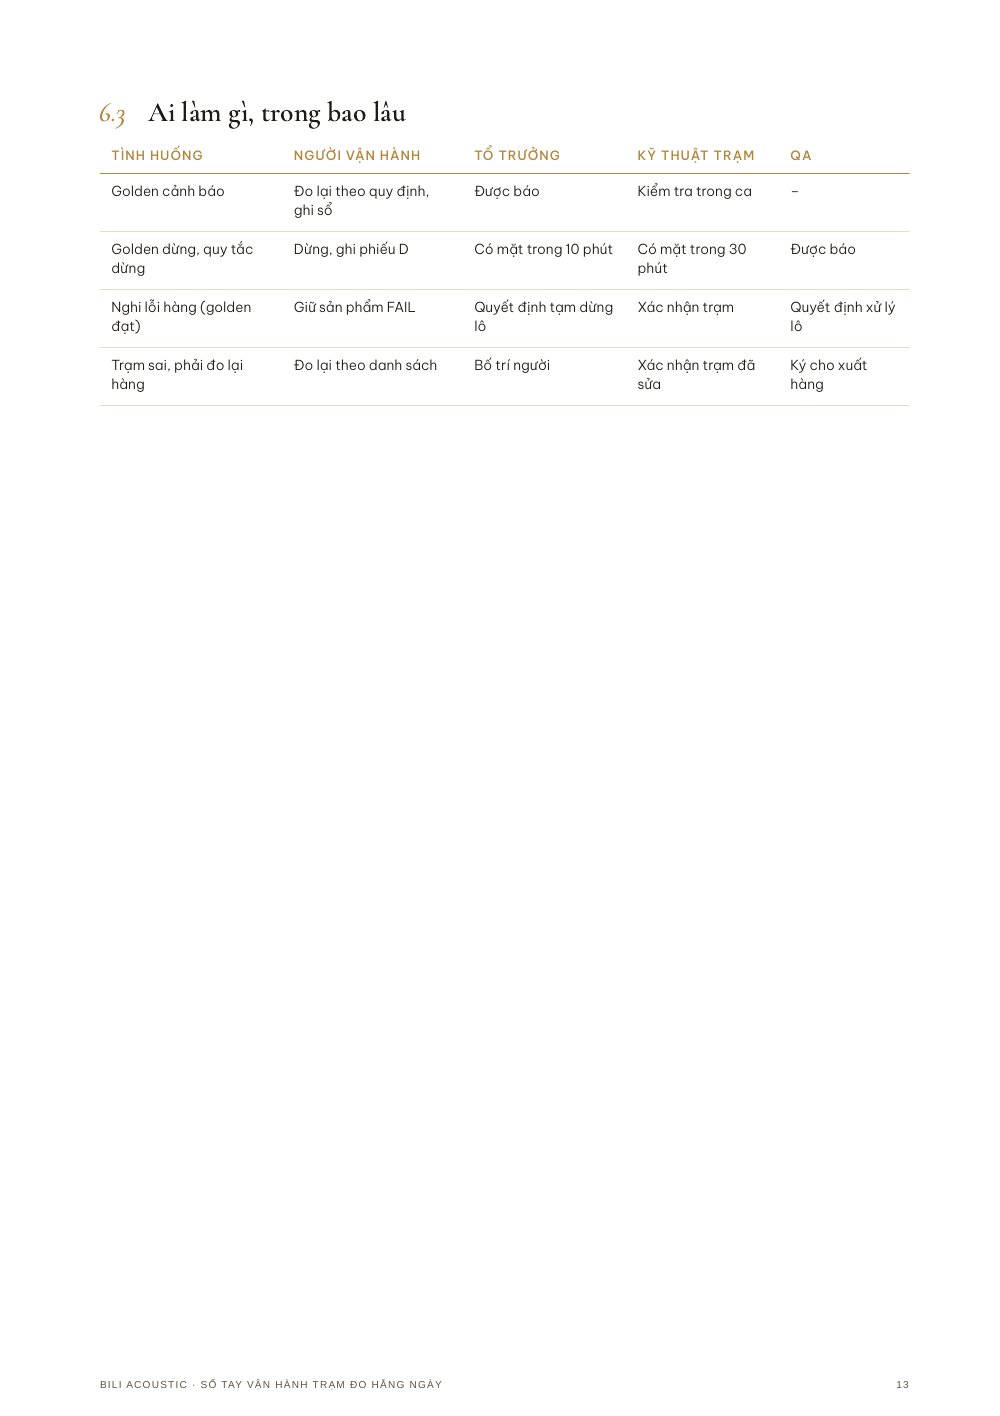 6.3 Ai làm gì, trong bao lâu
TÌNH HUỐNG NGƯỜI VẬN HÀNH TỔ TRƯỞNG KỸ THUẬT TRẠM QA
Golden cảnh báo Đo lại theo quy định, Được báo Kiểm tra trong ca –
ghi sổ
Golden dừng, quy tắc Dừng, ghi phiếu D Có mặt trong 10 phút Có mặt trong 30 Được báo
dừng phút
Nghi lỗi hàng (golden Giữ sản phẩm FAIL Quyết định tạm dừng Xác nhận trạm Quyết định xử lý
đạt) lô lô
Trạm sai, phải đo lại Đo lại theo danh sách Bố trí người Xác nhận trạm đã Ký cho xuất
hàng sửa hàng
BILI ACOUSTIC · SỔ TAY VẬN HÀNH TRẠM ĐO HẰNG NGÀY 13